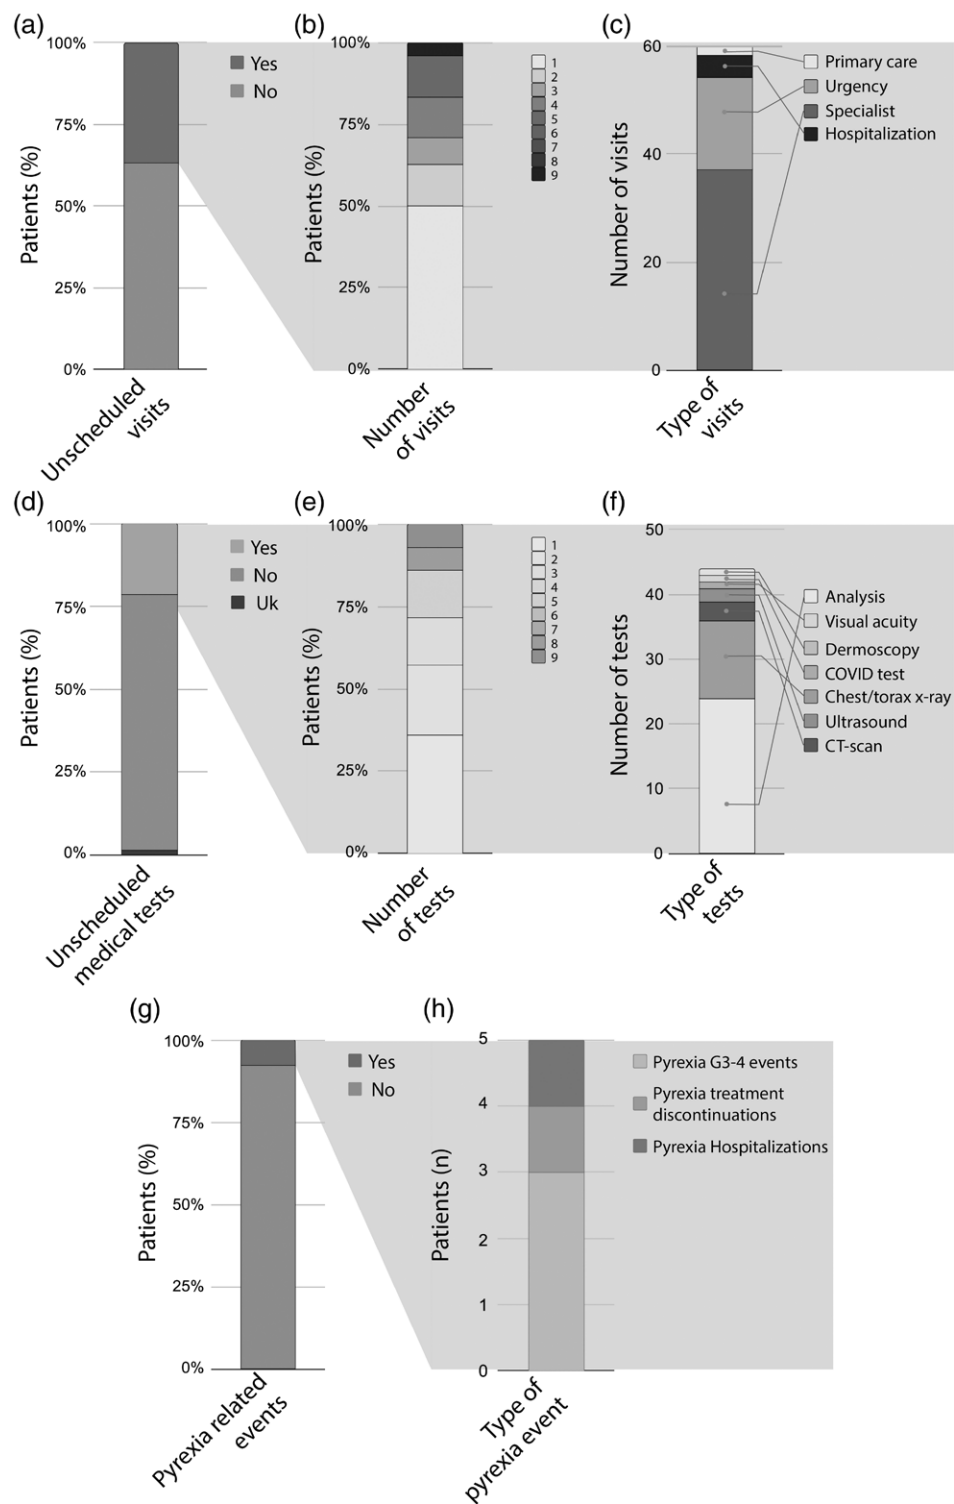 (a)
100%
75%
50%
25%
0%
Patients (%)
Yes
No
Unscheduled
visits
(b)
100%
75%
50%
25%
0%
Patients (%)
1
2
3
4
5
6
7
8
9
Number
of visits
(c)
60
40
20
0
Number of visits
Primary care
Urgency
Specialist
Hospitalization
Type of
visits
(d)
100%
75%
50%
25%
0%
Patients (%)
Yes
No
Uk
Unscheduled
medical tests
(e)
100%
75%
50%
25%
0%
Patients (%)
1
2
3
4
5
6
7
8
9
Number
of tests
(f)
50
40
30
20
10
0
Number of tests
Analysis
Visual acuity
Dermoscopy
COVID test
Chest/torax x-ray
Ultrasound
CT-scan
Type of
tests
(g)
100%
75%
50%
25%
0%
Patients (%)
Yes
No
Pyrexia related
events
(h)
5
4
3
2
1
0
Patients (n)
Pyrexia G3-4 events
Pyrexia treatment
discontinuations
Pyrexia Hospitalizations
Type of
pyrexia event